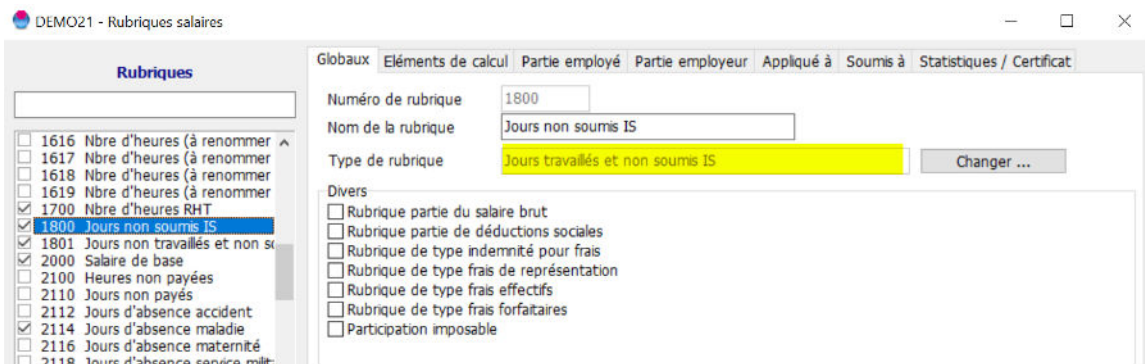 DEMO21 - Rubriques salaires
Rubriques
1616 Nbre d'heures (à renommer
1617 Nbre d'heures (à renommer
1618 Nbre d'heures (à renommer
1619 Nbre d'heures (à renommer
1700 Nbre d'heures RHT
1800 Jours non soumis IS
1801 Jours non travaillés et non so
2000 Salaire de base
2100 Heures non payées
2110 Jours non payés
2112 Jours d'absence accident
2114 Jours d'absence maladie
2116 Jours d'absence maternité
2118 Jours d'absence service milit
Globaux Eléments de calcul Partie employé Partie employeur Appliqué à Soumis à Statistiques / Certificat
Numéro de rubrique 1800
Nom de la rubrique Jours non soumis IS
Type de rubrique Jours travaillés et non soumis IS Changer ...
Divers
Rubrique partie du salaire brut
Rubrique partie de déductions sociales
Rubrique de type indemnité pour frais
Rubrique de type frais de représentation
Rubrique de type frais effectifs
Rubrique de type frais forfaitaires
Participation imposable